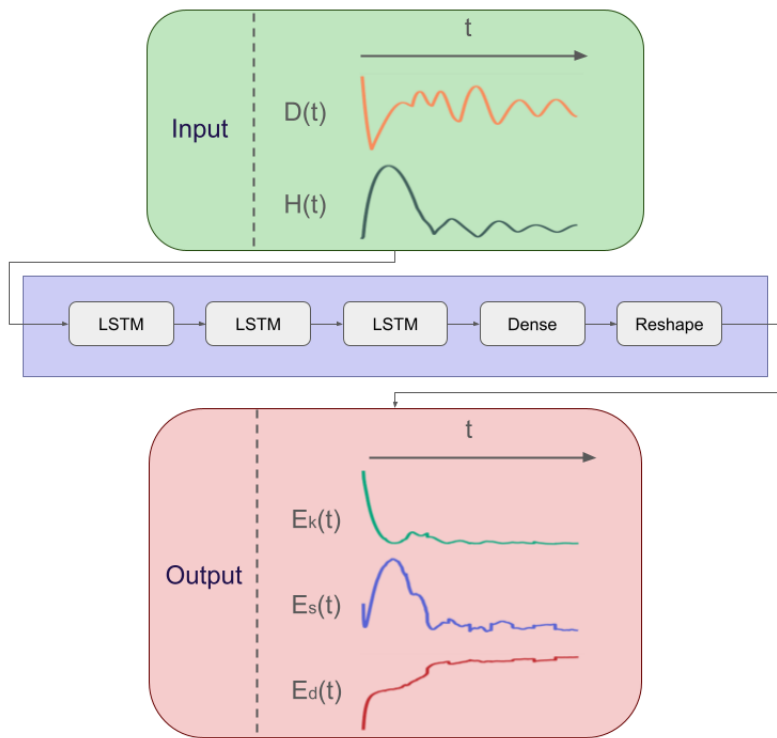 t
D(t)
Input
H(t)
LSTM LSTM LSTM Dense Reshape
t
Ek(t)
Output
Es(t)
Ed(t)